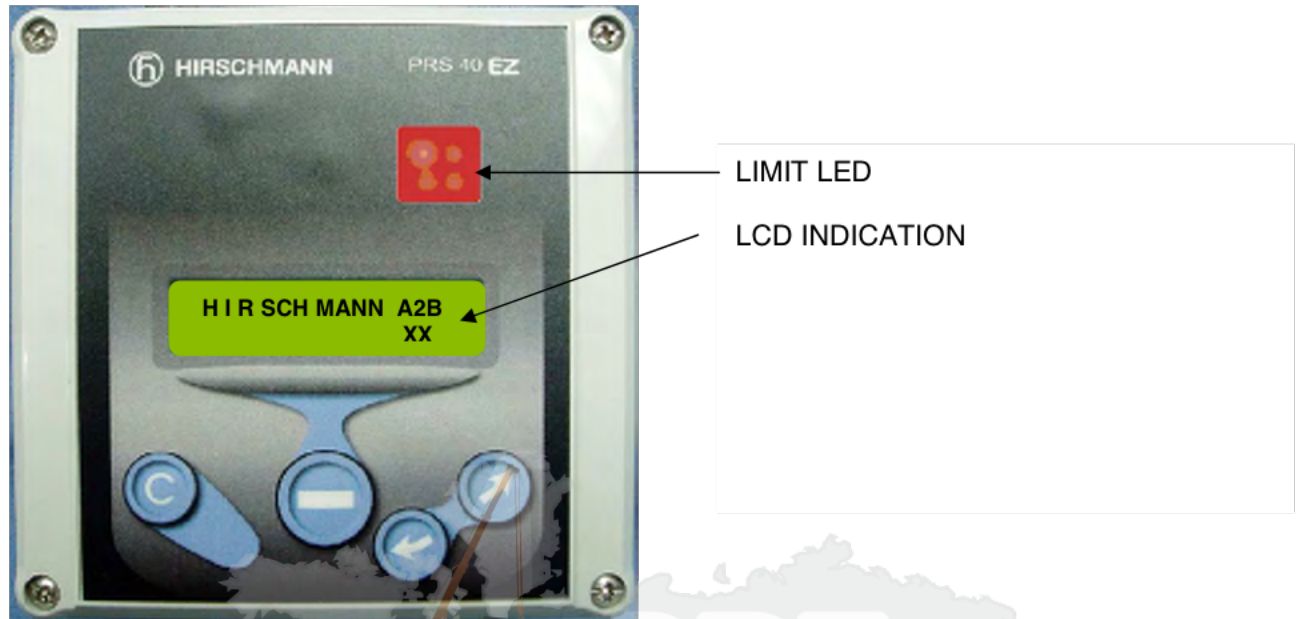 HIRSCHMANN PRS 40 EZ
LIMIT LED
LCD INDICATION
H I R SCH MANN A2B
XX
C